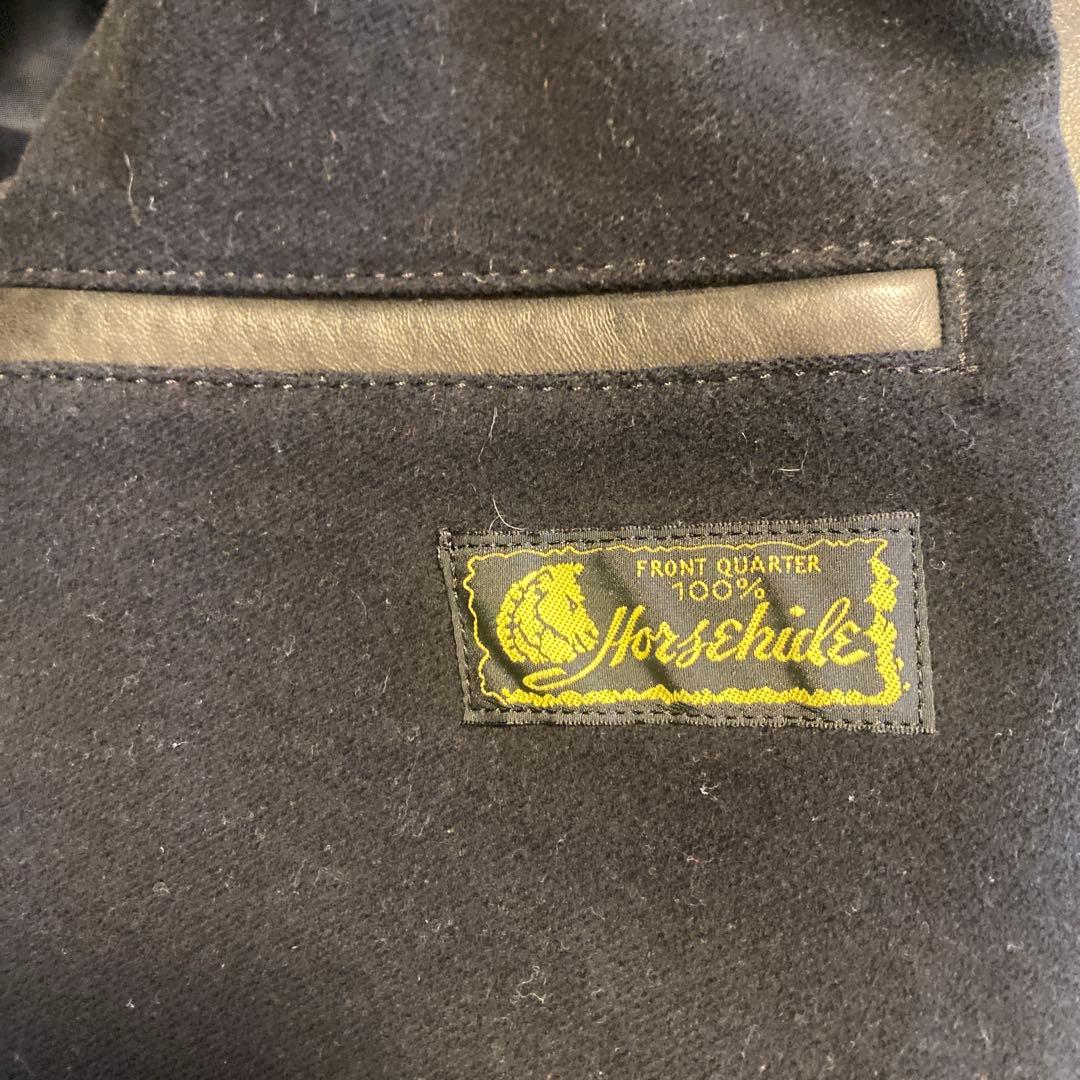 FRONT QUARTER
100%
Horsehide